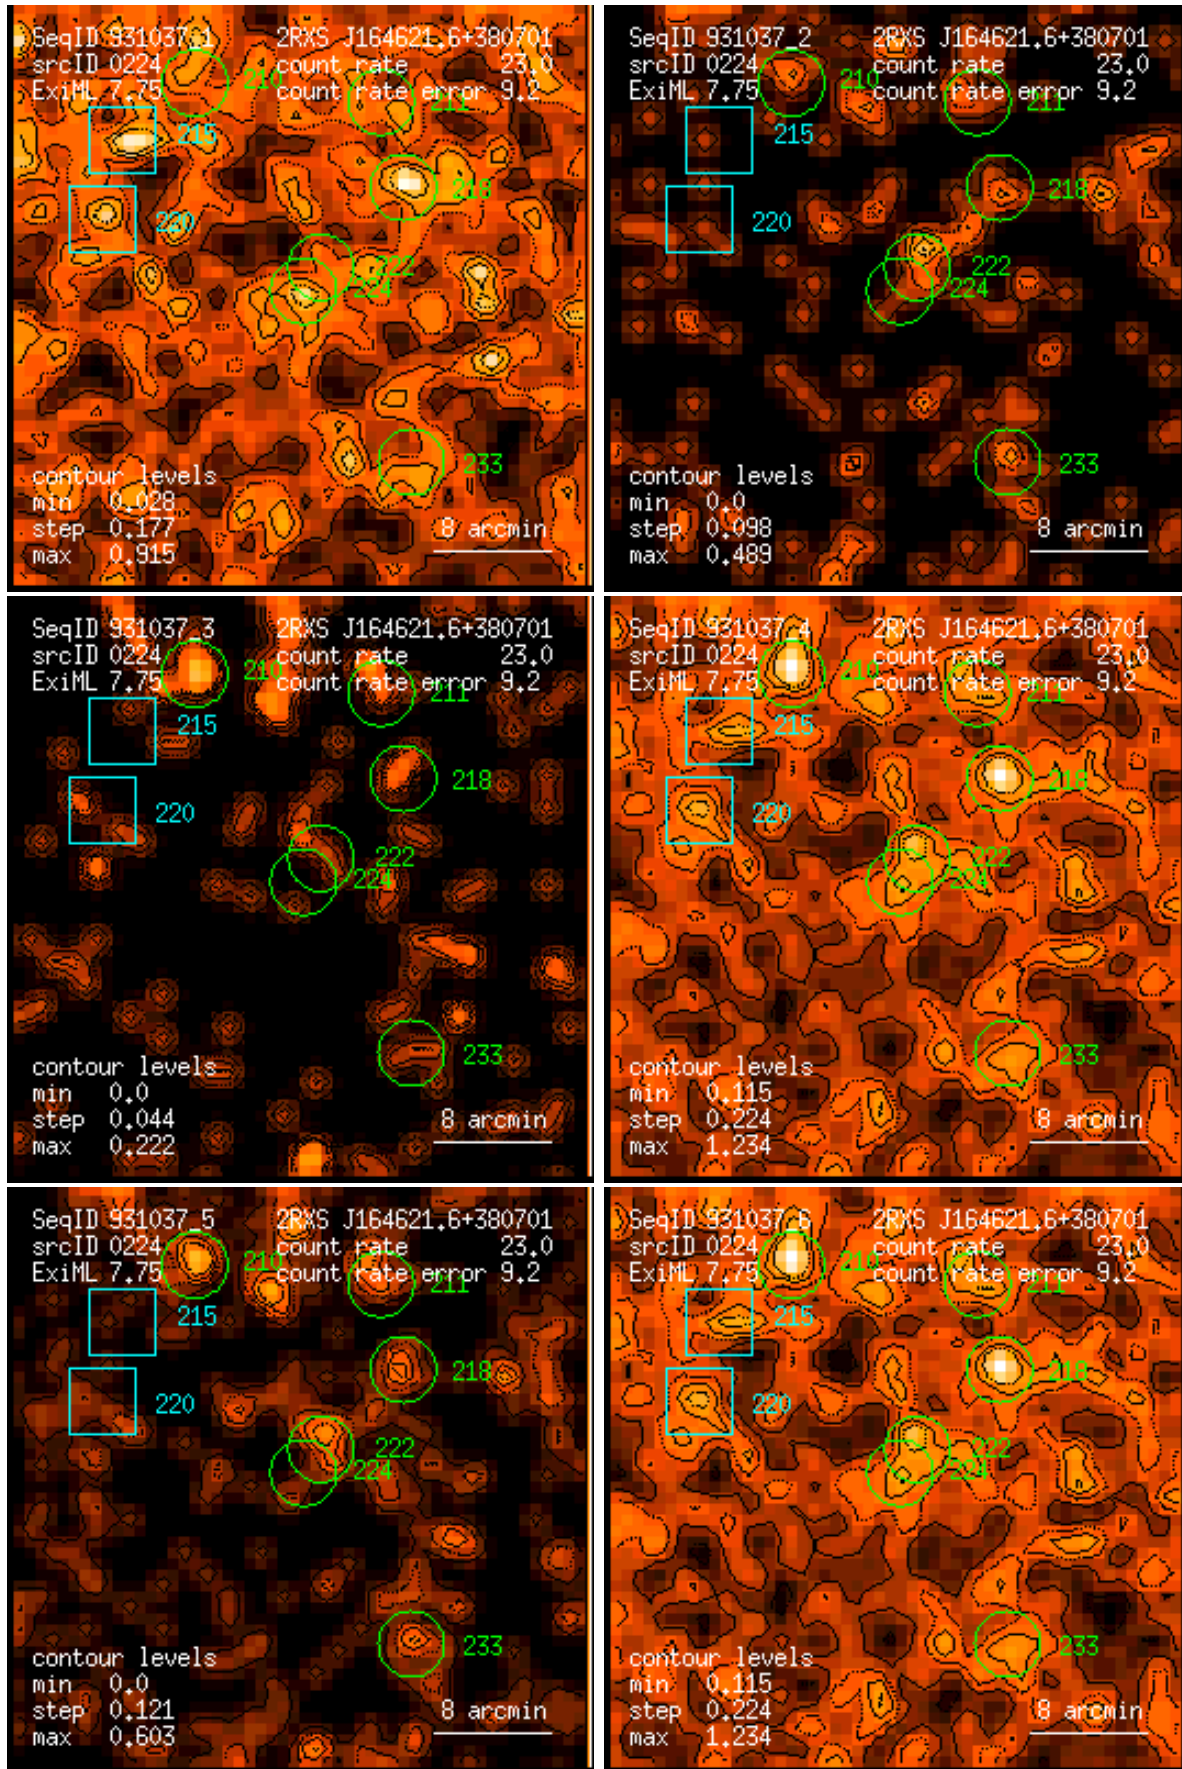 SeqID 931037_1 2RXS J164621.6+380701
srcID 0224 count rate 23.0
ExiML 7.75 count rate error 9.2
210
211
215
218
220
222
224
233
contour levels
min 0.028
step 0.177
max 0.915
8 arcmin
SeqID 931037_2 2RXS J164621.6+380701
srcID 0224 count rate 23.0
ExiML 7.75 count rate error 9.2
210
211
215
218
220
222
224
233
contour levels
min 0.0
step 0.098
max 0.489
8 arcmin
SeqID 931037_3 2RXS J164621.6+380701
srcID 0224 count rate 23.0
ExiML 7.75 count rate error 9.2
210
211
215
218
220
222
224
233
contour levels
min 0.0
step 0.044
max 0.222
8 arcmin
SeqID 931037_4 2RXS J164621.6+380701
srcID 0224 count rate 23.0
ExiML 7.75 count rate error 9.2
210
211
215
218
220
222
224
233
contour levels
min 0.115
step 0.224
max 1.234
8 arcmin
SeqID 931037_5 2RXS J164621.6+380701
srcID 0224 count rate 23.0
ExiML 7.75 count rate error 9.2
210
211
215
218
220
222
224
233
contour levels
min 0.0
step 0.121
max 0.603
8 arcmin
SeqID 931037_6 2RXS J164621.6+380701
srcID 0224 count rate 23.0
ExiML 7.75 count rate error 9.2
210
211
215
218
220
222
224
233
contour levels
min 0.115
step 0.224
max 1.234
8 arcmin